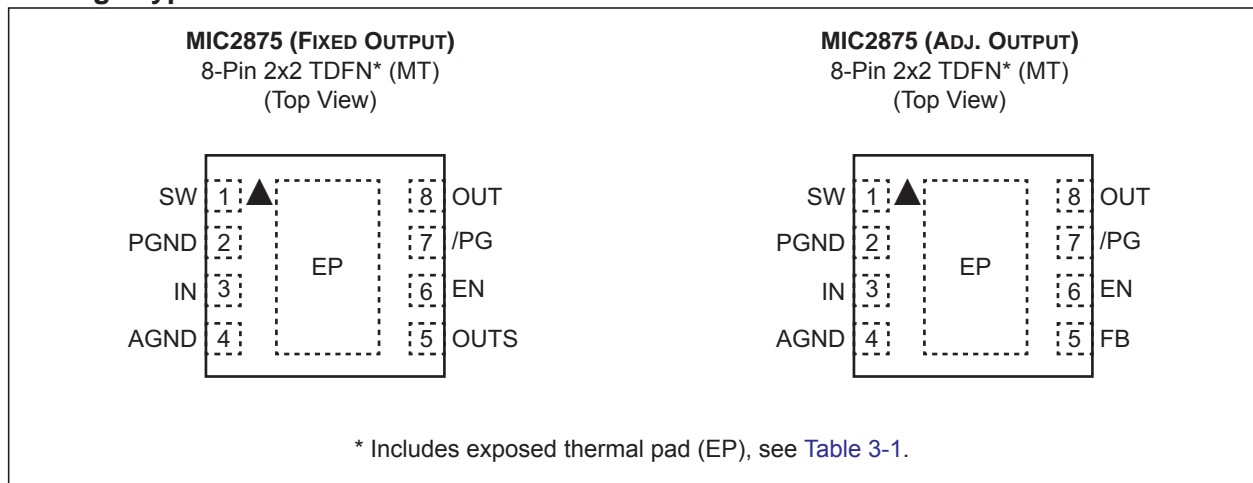 MIC2875 (FIXED OUTPUT)
8-Pin 2x2 TDFN* (MT)
(Top View)
SW 1
PGND 2
IN 3
AGND 4
EP
8 OUT
7 /PG
6 EN
5 OUTS
MIC2875 (ADJ. OUTPUT)
8-Pin 2x2 TDFN* (MT)
(Top View)
SW 1
PGND 2
IN 3
AGND 4
EP
8 OUT
7 /PG
6 EN
5 FB
* Includes exposed thermal pad (EP), see Table 3-1.